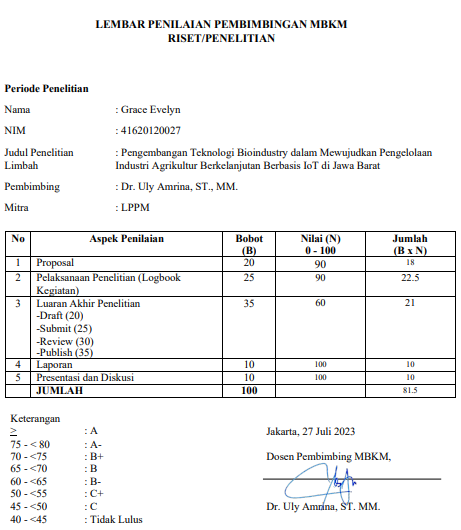 LEMBAR PENILAIAN PEMBIMBINGAN MBKM
RISET/PENELITIAN
Periode Penelitian
Nama : Grace Evelyn
NIM : 41620120027
Judul Penelitian : Pengembangan Teknologi Bioindustry dalam Mewujudkan Pengelolaan
Limbah Industri Agrikultur Berkelanjutan Berbasis IoT di Jawa Barat
Pembimbing : Dr. Uly Amrina, ST., MM.
Mitra : LPPM
No Aspek Penilaian Bobot Nilai (N) Jumlah
(B) 0 - 100 (B x N)
1 Proposal 20 90 18
2 Pelaksanaan Penelitian (Logbook 25 90 22.5
Kegiatan)
3 Luaran Akhir Penelitian 35 60 21
-Draft (20)
-Submit (25)
-Review (30)
-Publish (35)
4 Laporan 10 100 10
5 Presentasi dan Diskusi 10 100 10
JUMLAH 100 81.5
Keterangan
≥ : A Jakarta, 27 Juli 2023
75 - < 80 : A-
70 - <75 : B+ Dosen Pembimbing MBKM,
65 - <70 : B
60 - <65 : B-
50 - <55 : C+
45 - <50 : C Dr. Uly Amrina, ST. MM.
40 - <45 : Tidak Lulus